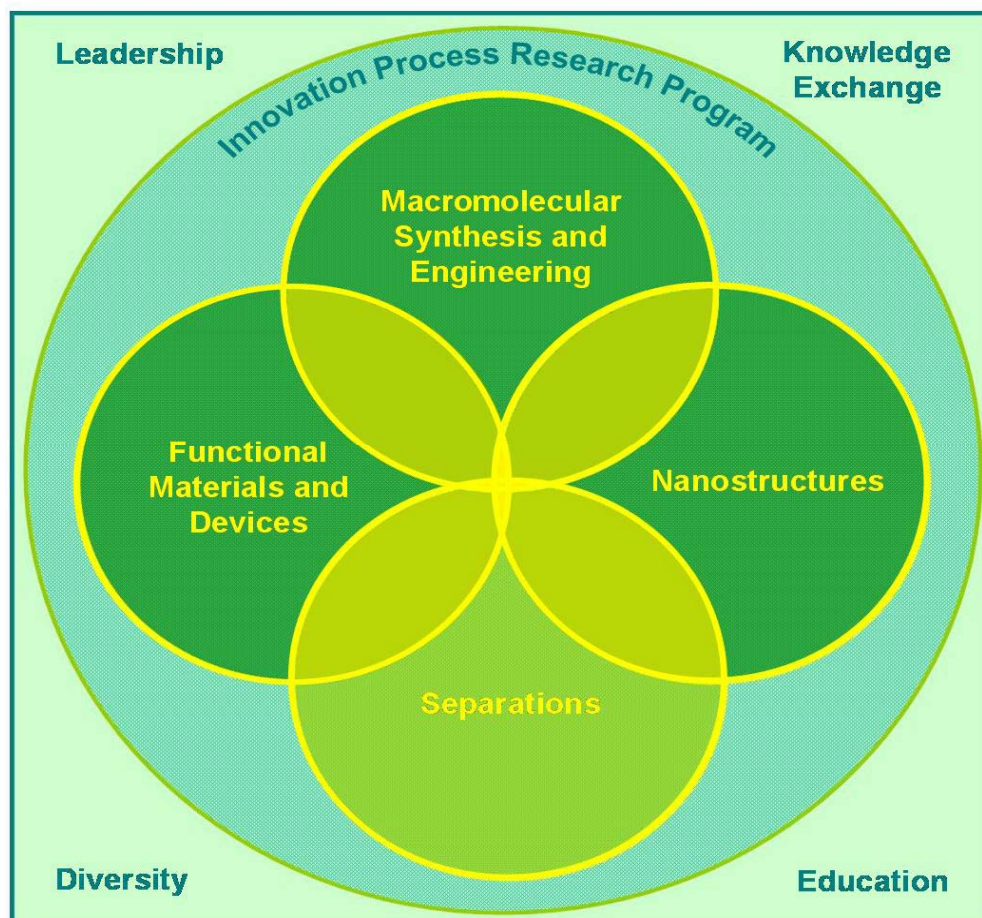 Leadership
Knowledge
Exchange
Innovation Process Research Program
Macromolecular
Synthesis and
Engineering
Functional
Materials and
Devices
Nanostructures
Separations
Diversity
Education